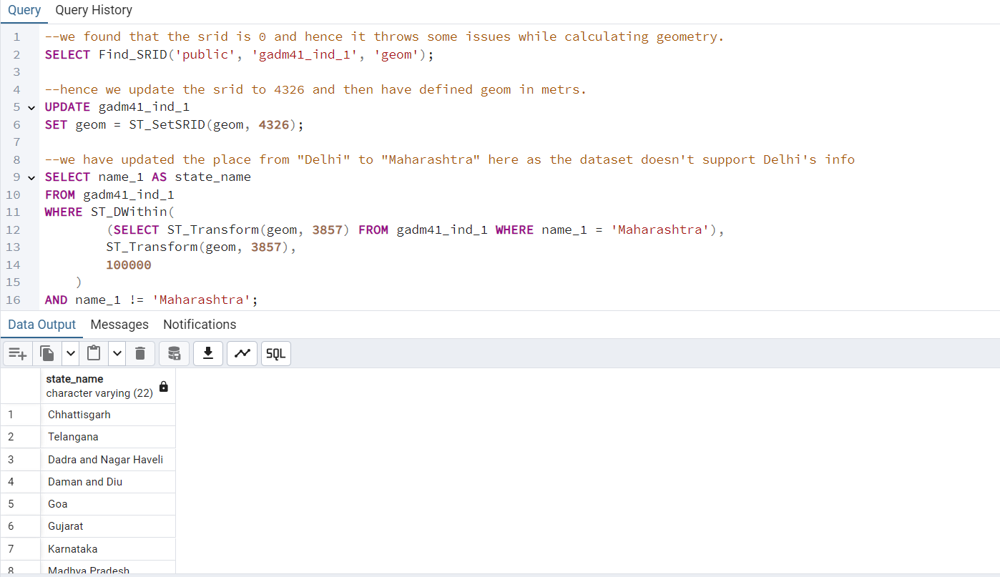 Query Query History
1 --we found that the srid is 0 and hence it throws some issues while calculating geometry.
2 SELECT Find_SRID('public', 'gadm41_ind_1', 'geom');
3
4 --hence we update the srid to 4326 and then have defined geom in metrs.
5 UPDATE gadm41_ind_1
6 SET geom = ST_SetSRID(geom, 4326);
7
8 --we have updated the place from "Delhi" to "Maharashtra" here as the dataset doesn't support Delhi's info
9 SELECT name_1 AS state_name
10 FROM gadm41_ind_1
11 WHERE ST_DWithin(
12 (SELECT ST_Transform(geom, 3857) FROM gadm41_ind_1 WHERE name_1 = 'Maharashtra'),
13 ST_Transform(geom, 3857),
14 100000
15 )
16 AND name_1 != 'Maharashtra';
Data Output Messages Notifications
SQL
state_name
character varying (22)
1 Chhattisgarh
2 Telangana
3 Dadra and Nagar Haveli
4 Daman and Diu
5 Goa
6 Gujarat
7 Karnataka
8 Madhya Pradesh